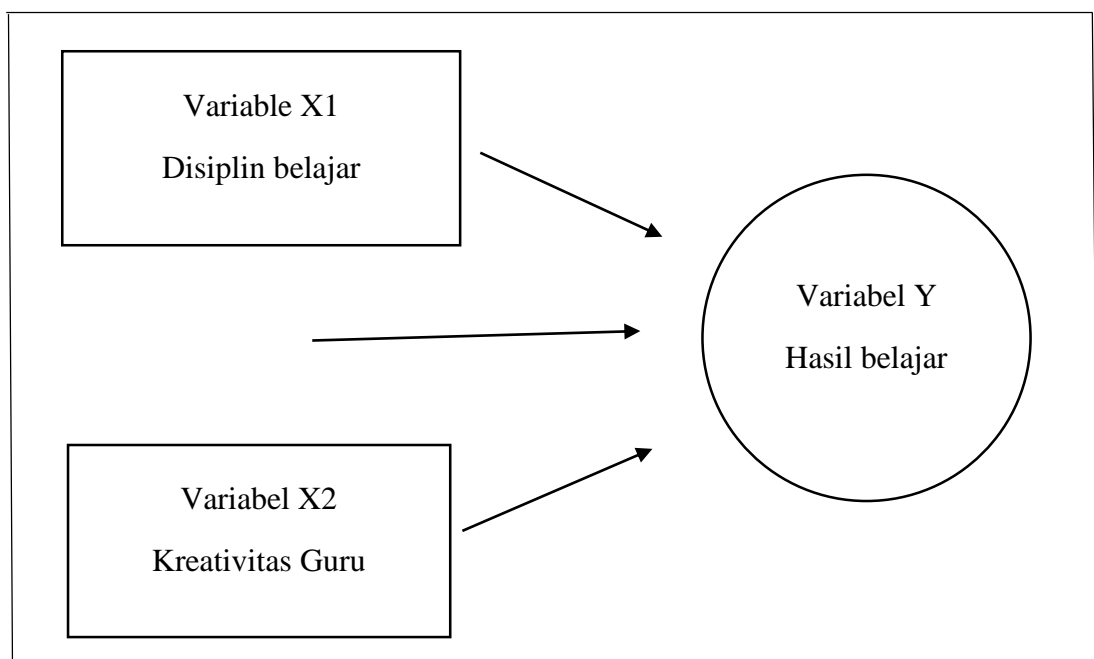 Variable X1
Disiplin belajar
Variabel Y
Hasil belajar
Variabel X2
Kreativitas Guru